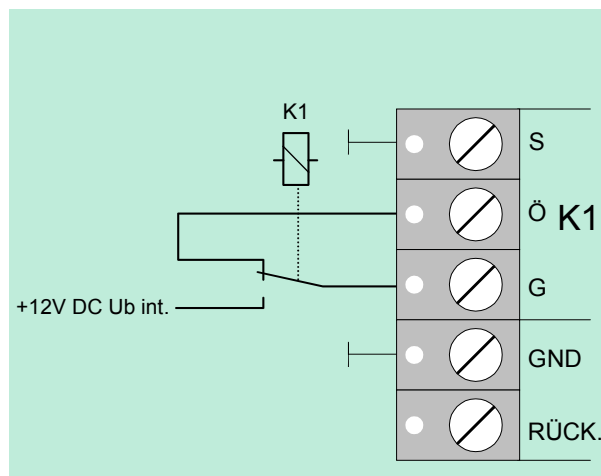 K1
S
Ö K1
G
+12V DC Ub int.
GND
RÜCK.